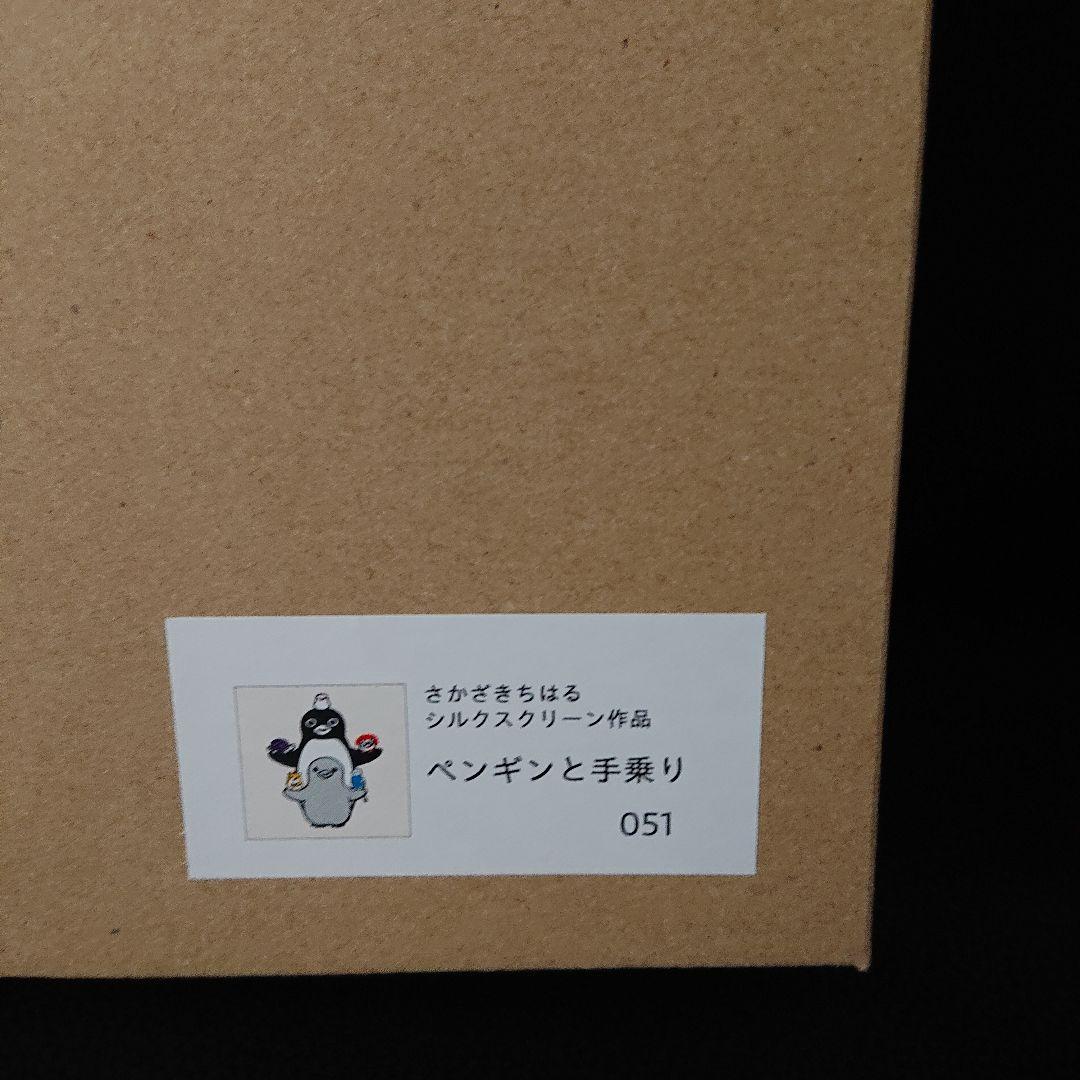 さかざきちはる
シルクスクリーン作品
ペンギンと手乗り
051